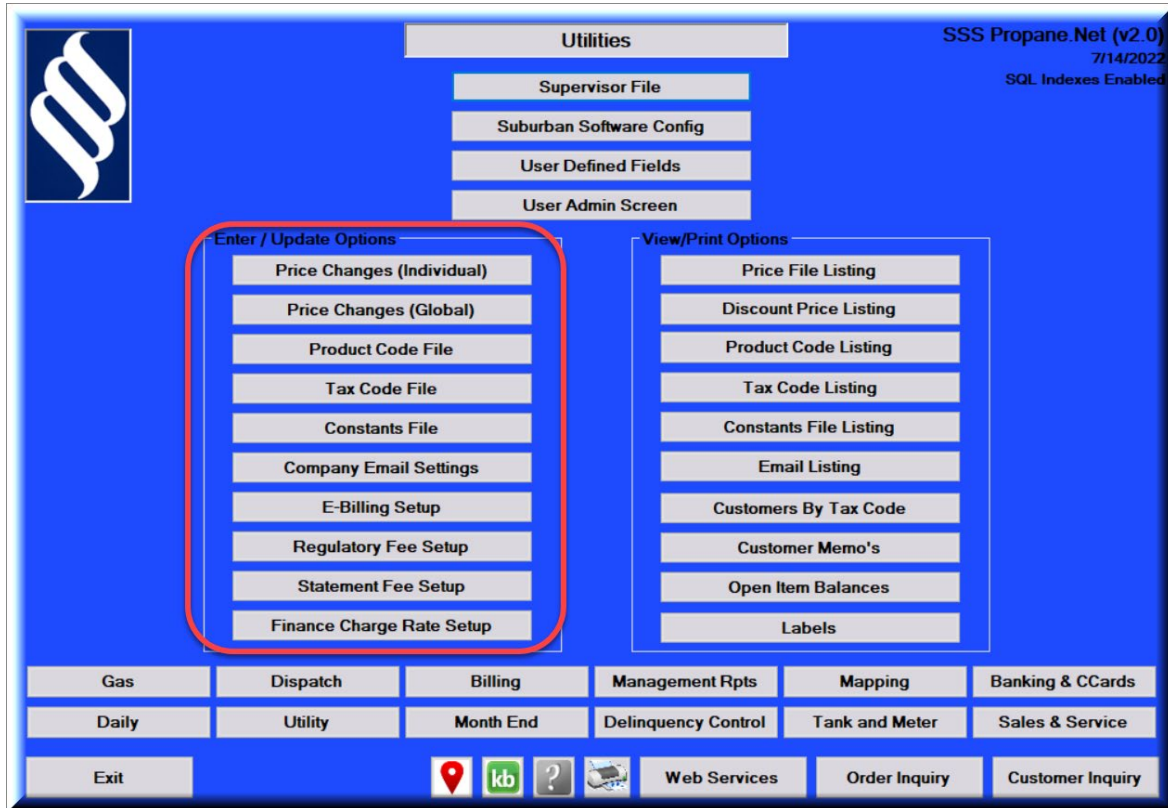 Utilities
SSS Propane.Net (v2.0)
7/14/2022
SQL Indexes Enabled
Supervisor File
Suburban Software Config
User Defined Fields
User Admin Screen
Enter / Update Options
Price Changes (Individual)
Price Changes (Global)
Product Code File
Tax Code File
Constants File
Company Email Settings
E-Billing Setup
Regulatory Fee Setup
Statement Fee Setup
Finance Charge Rate Setup
View/Print Options
Price File Listing
Discount Price Listing
Product Code Listing
Tax Code Listing
Constants File Listing
Email Listing
Customers By Tax Code
Customer Memo's
Open Item Balances
Labels
Gas Dispatch Billing Management Rpts Mapping Banking & CCards
Daily Utility Month End Delinquency Control Tank and Meter Sales & Service
Exit kb ? Web Services Order Inquiry Customer Inquiry